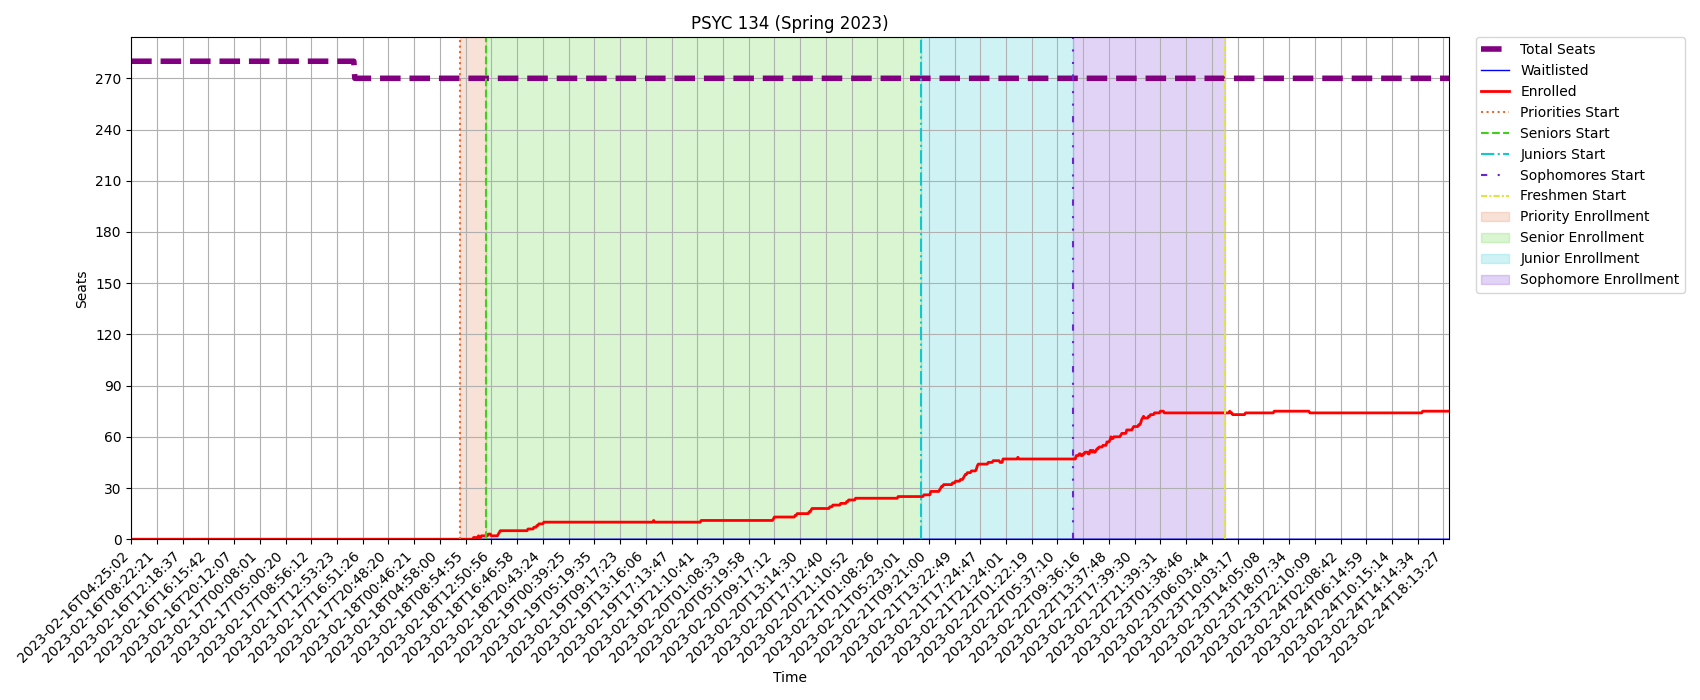 PSYC 134 (Spring 2023)
Total Seats
Waitlisted
Enrolled
Priorities Start
Seniors Start
Juniors Start
Sophomores Start
Freshmen Start
Priority Enrollment
Senior Enrollment
Junior Enrollment
Sophomore Enrollment
Seats
270
240
210
180
150
120
90
60
30
0
2023-02-16T04:25:02
2023-02-16T08:22:21
2023-02-16T12:18:37
2023-02-16T16:15:42
2023-02-16T20:12:07
2023-02-17T00:08:01
2023-02-17T05:00:20
2023-02-17T08:56:12
2023-02-17T12:53:23
2023-02-17T16:51:26
2023-02-17T20:48:20
2023-02-18T00:46:21
2023-02-18T04:58:00
2023-02-18T08:54:55
2023-02-18T12:50:56
2023-02-18T16:46:58
2023-02-18T20:43:24
2023-02-19T00:39:25
2023-02-19T05:19:35
2023-02-19T09:17:23
2023-02-19T13:16:06
2023-02-19T17:13:47
2023-02-19T21:10:41
2023-02-20T01:08:33
2023-02-20T05:19:58
2023-02-20T09:17:12
2023-02-20T13:14:30
2023-02-20T17:12:40
2023-02-20T21:10:52
2023-02-21T01:08:26
2023-02-21T05:23:01
2023-02-21T09:21:00
2023-02-21T13:22:49
2023-02-21T17:24:47
2023-02-21T21:24:01
2023-02-22T01:22:19
2023-02-22T05:37:10
2023-02-22T09:36:16
2023-02-22T13:37:48
2023-02-22T17:39:30
2023-02-22T21:39:31
2023-02-23T01:38:46
2023-02-23T06:03:44
2023-02-23T10:03:17
2023-02-23T14:05:08
2023-02-23T18:07:34
2023-02-23T22:10:09
2023-02-24T02:08:42
2023-02-24T06:14:59
2023-02-24T10:15:14
2023-02-24T14:14:34
2023-02-24T18:13:27
Time